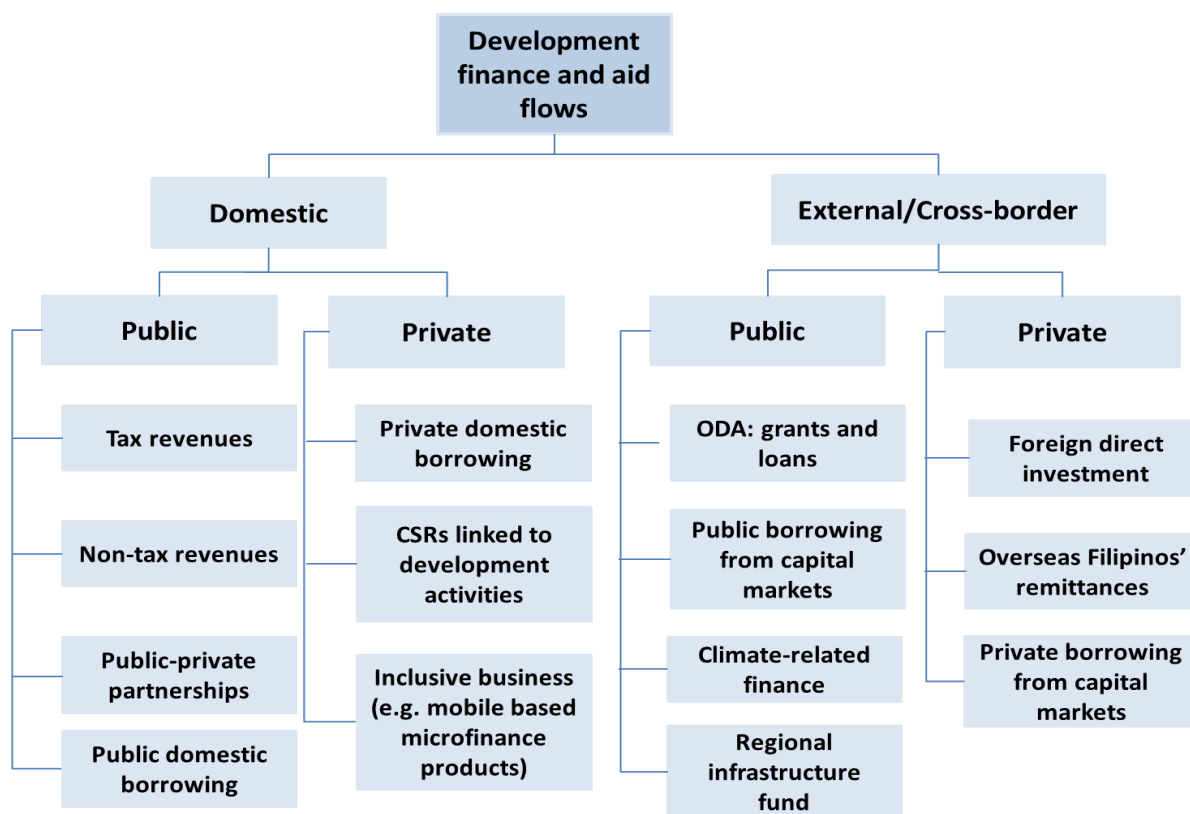 Development
finance and aid
flows
Domestic
External/Cross-border
Public
Private
Public
Private
Tax revenues
Non-tax revenues
Public-private
partnerships
Public domestic
borrowing
Private domestic
borrowing
CSRs linked to
development
activities
Inclusive business
(e.g. mobile based
microfinance
products)
ODA: grants and
loans
Public borrowing
from capital
markets
Climate-related
finance
Regional
infrastructure
fund
Foreign direct
investment
Overseas Filipinos’
remittances
Private borrowing
from capital
markets